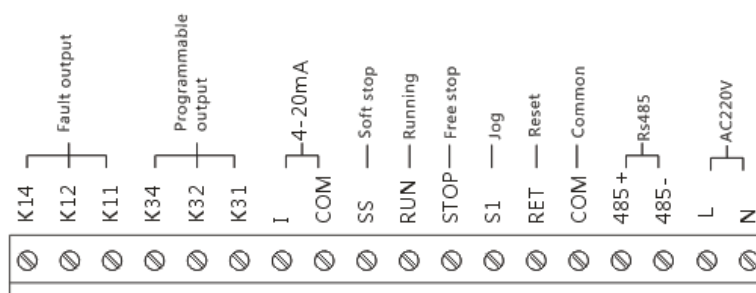 Fault output
Programmable
output
4-20mA
Soft stop
Running
Free stop
Jog
Reset
Common
Rs485
AC220V
K14
K12
K11
K34
K32
K31
I
COM
SS
RUN
STOP
S1
RET
COM
485+
485-
L
N